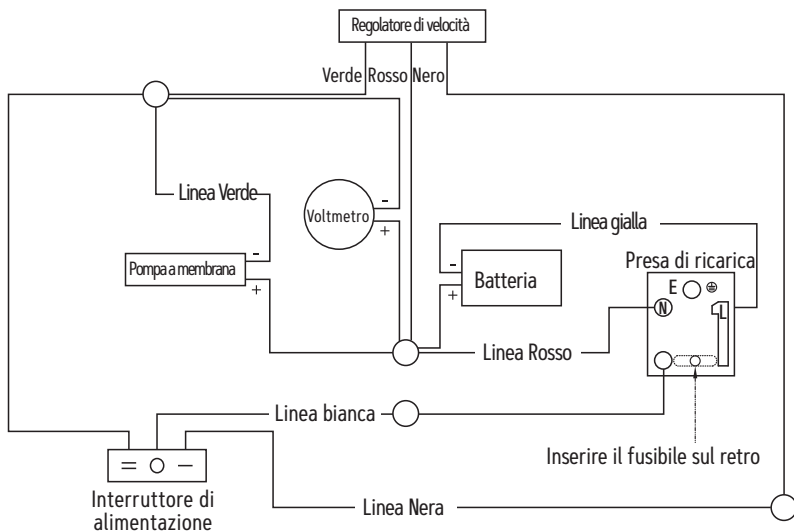 Regolatore di velocità
Verde Rosso Nero
Linea Verde
-
Voltmetro
+
-
Pompa a membrana
+
Linea gialla
-
Batteria
+
Presa di ricarica
E
N
L
Linea Rosso
Linea bianca
Inserire il fusibile sul retro
= O -
Interruttore di
alimentazione
Linea Nera